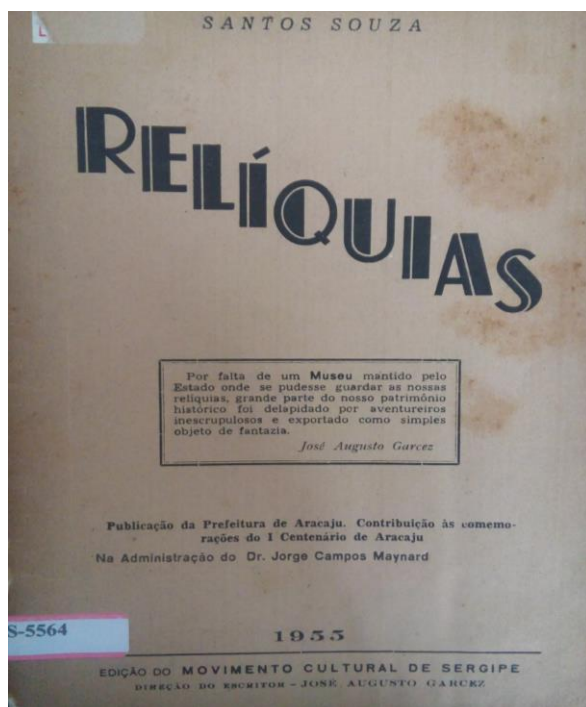 L
SANTOS SOUZA
RELÍQUIAS
Por falta de um Museu mantido pelo
Estado onde se pudesse guardar as nossas
relíquias, grande parte do nosso patrimônio
histórico foi delapidado por aventureiros
inescrupulosos e exportado como simples
objeto de fantazia.
José Augusto Garcez
Publicação da Prefeitura de Aracaju. Contribuição às comemo-
rações do I Centenário de Aracaju
Na Administração do Dr. Jorge Campos Maynard
S-5564
1955
EDIÇÃO DO MOVIMENTO CULTURAL DE SERGIPE
DIREÇÃO DO ESCRITOR - JOSÉ AUGUSTO GARCEZ